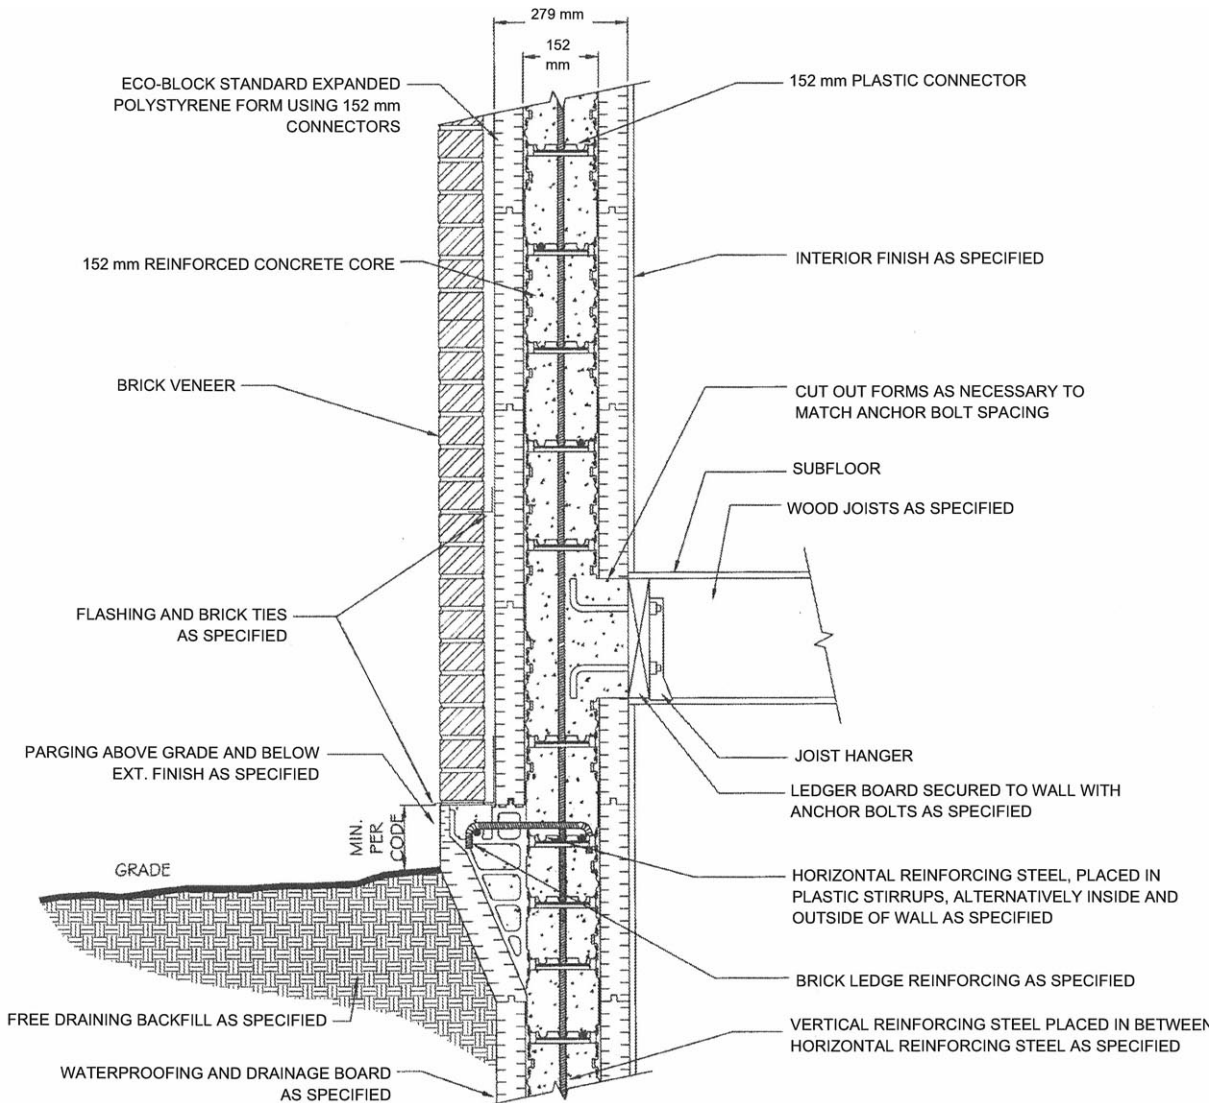 279 mm
152
mm
ECO-BLOCK STANDARD EXPANDED
POLYSTYRENE FORM USING 152 mm
CONNECTORS
152 mm PLASTIC CONNECTOR
152 mm REINFORCED CONCRETE CORE
INTERIOR FINISH AS SPECIFIED
BRICK VENEER
CUT OUT FORMS AS NECESSARY TO
MATCH ANCHOR BOLT SPACING
SUBFLOOR
WOOD JOISTS AS SPECIFIED
FLASHING AND BRICK TIES
AS SPECIFIED
PARGING ABOVE GRADE AND BELOW
EXT. FINISH AS SPECIFIED
JOIST HANGER
LEDGER BOARD SECURED TO WALL WITH
ANCHOR BOLTS AS SPECIFIED
MIN.
PER
CODE
GRADE
HORIZONTAL REINFORCING STEEL, PLACED IN
PLASTIC STIRRUPS, ALTERNATIVELY INSIDE AND
OUTSIDE OF WALL AS SPECIFIED
BRICK LEDGE REINFORCING AS SPECIFIED
FREE DRAINING BACKFILL AS SPECIFIED
VERTICAL REINFORCING STEEL PLACED IN BETWEEN
HORIZONTAL REINFORCING STEEL AS SPECIFIED
WATERPROOFING AND DRAINAGE BOARD
AS SPECIFIED